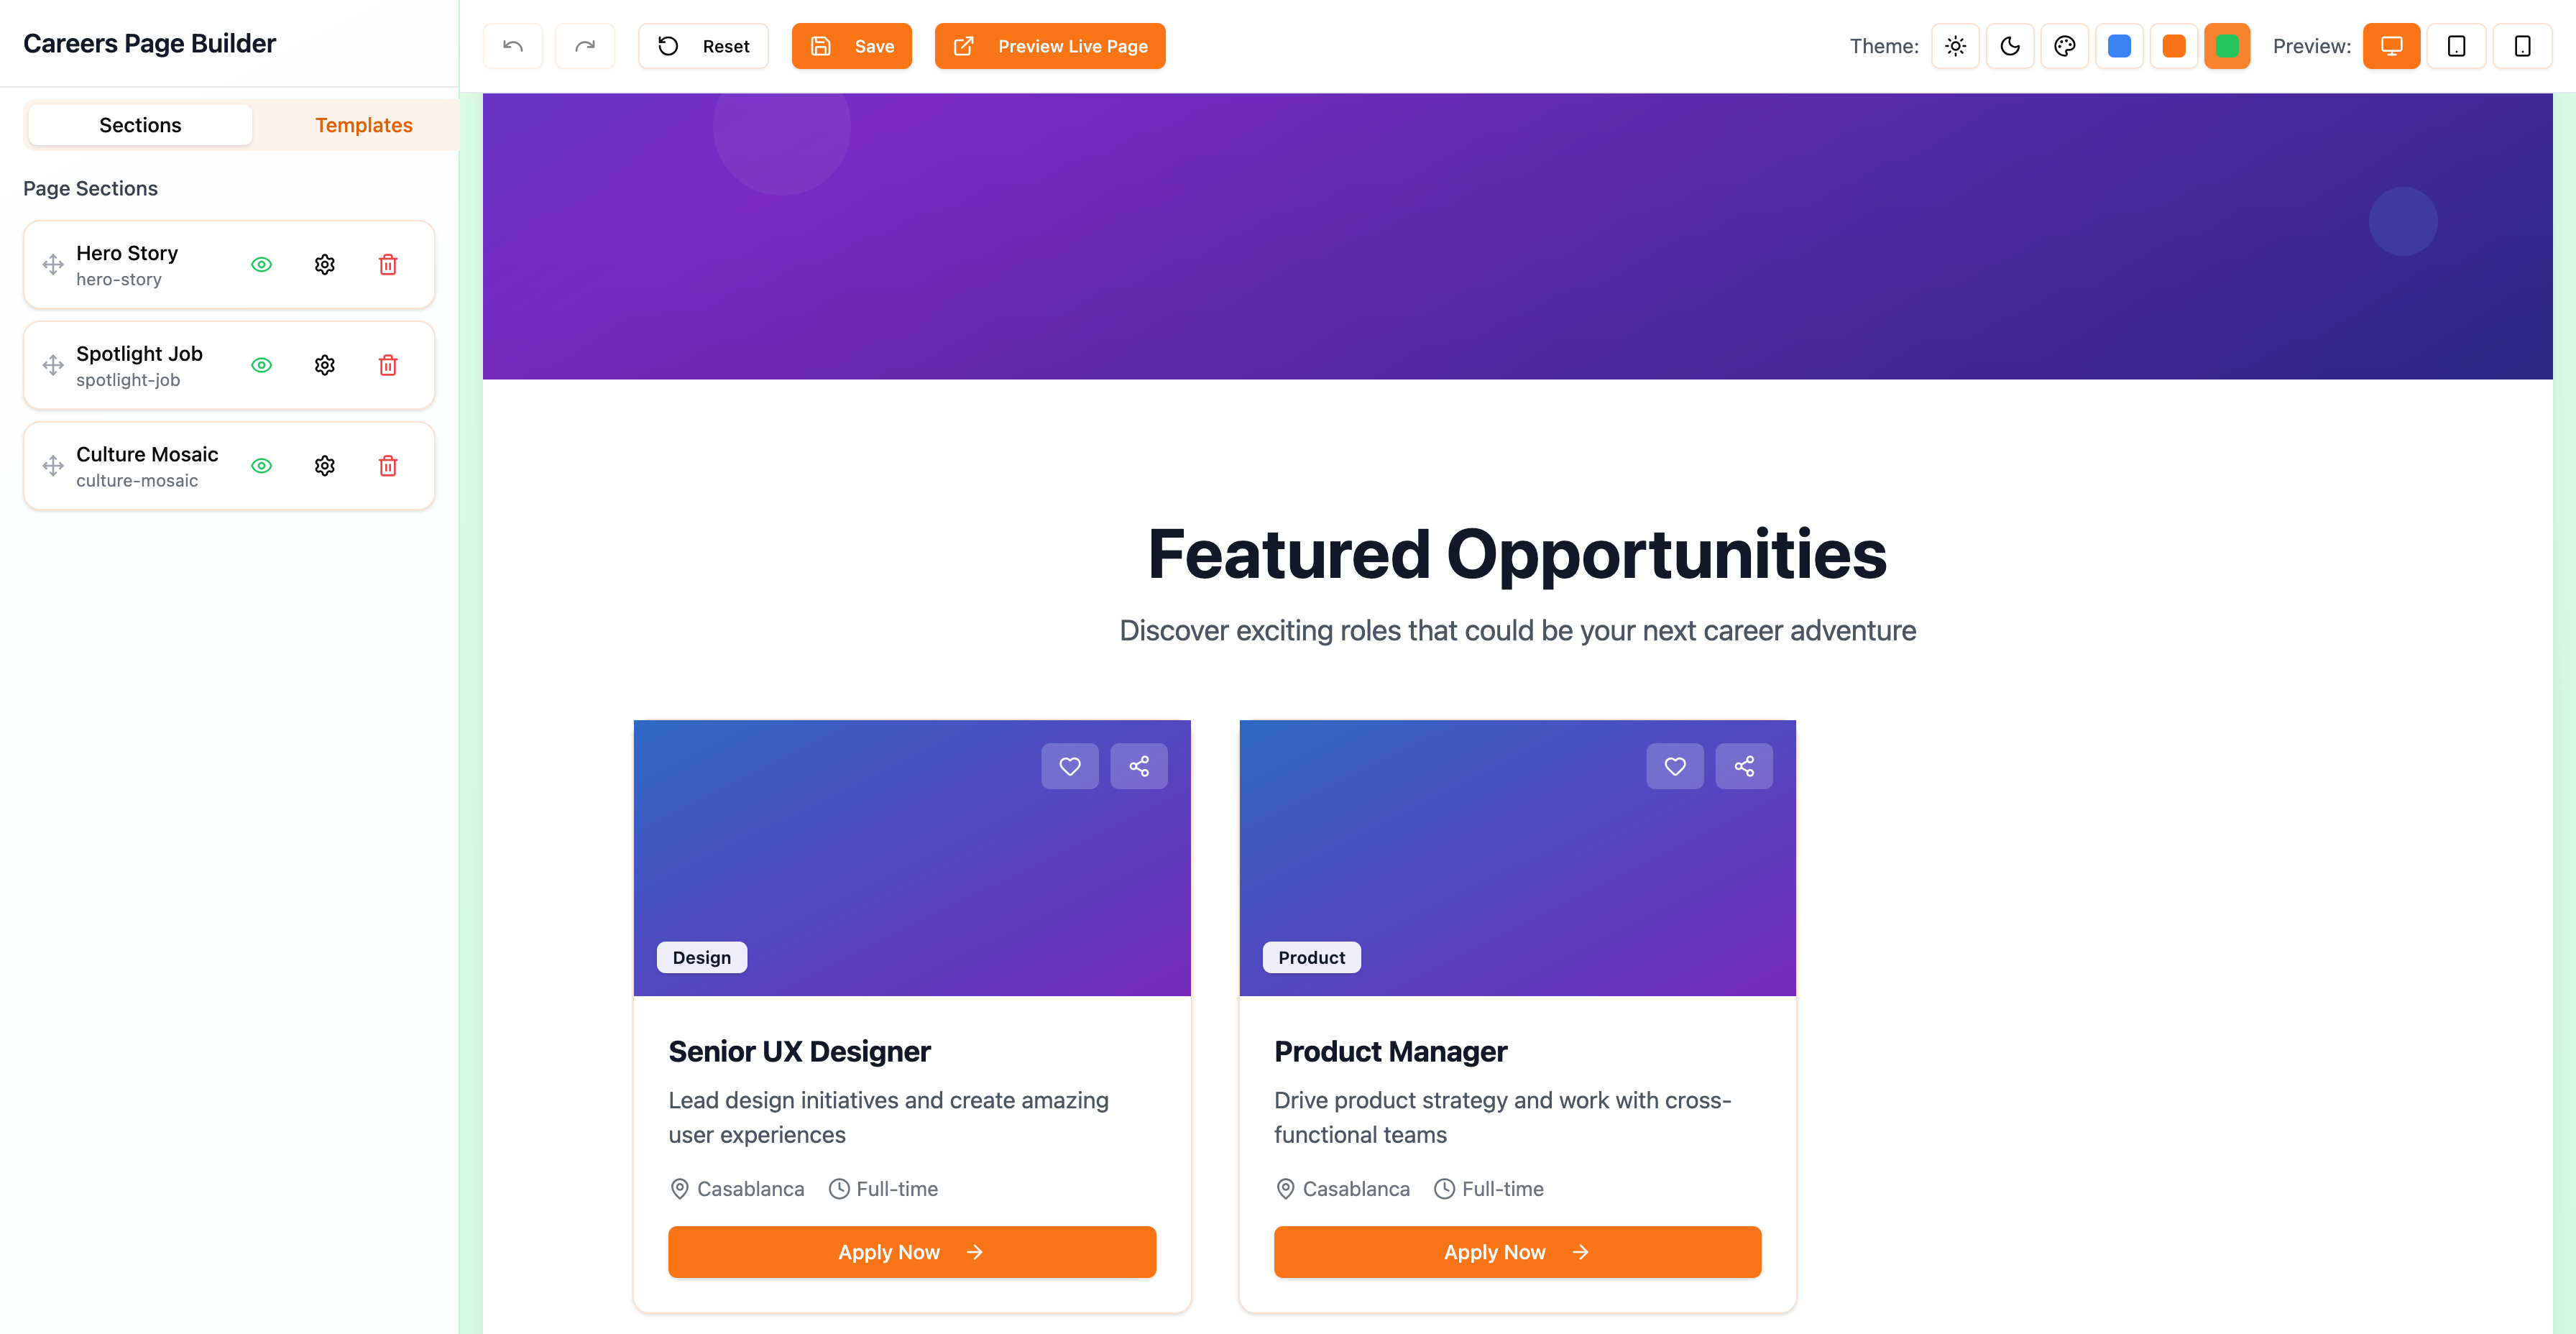 Careers Page Builder
Reset
Save
Preview Live Page
Theme:
Preview:
Sections
Templates
Page Sections
Hero Story
hero-story
Spotlight Job
spotlight-job
Culture Mosaic
culture-mosaic
Featured Opportunities
Discover exciting roles that could be your next career adventure
Design
Senior UX Designer
Lead design initiatives and create amazing
user experiences
Casablanca
Full-time
Apply Now
Product
Product Manager
Drive product strategy and work with cross-
functional teams
Casablanca
Full-time
Apply Now